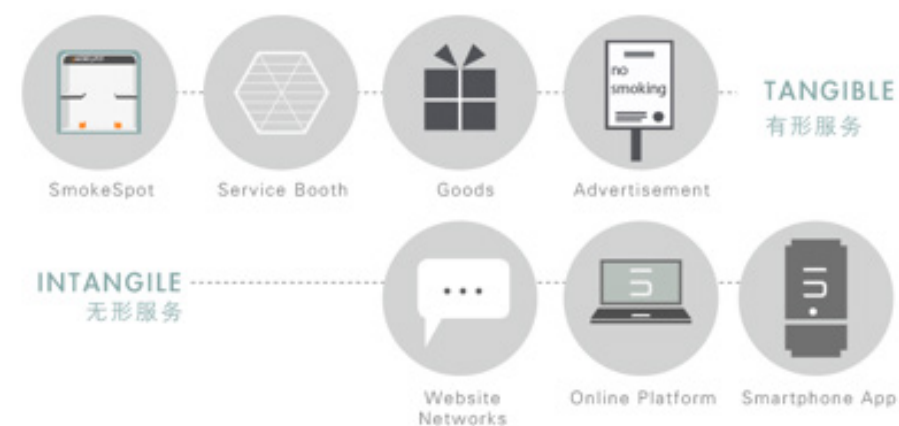 no
smoking
TANGIBLE
有形服务
SmokeSpot
Service Booth
Goods
Advertisement
INTANGILE
无形服务
Website
Networks
Online Platform
Smartphone App